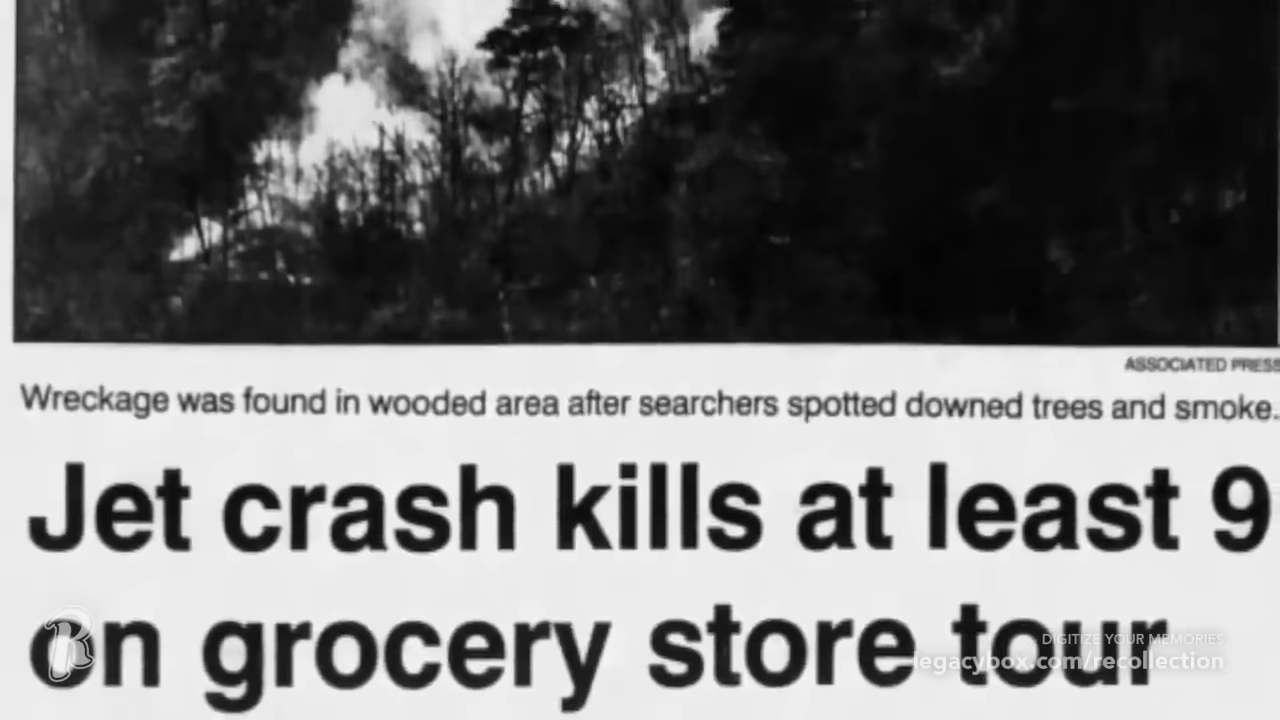 ASSOCIATED PRESS
Wreckage was found in wooded area after searchers spotted downed trees and smoke.
Jet crash kills at least 9
on grocery store tour
DIGITIZE YOUR MEMORIES
legacybox.com/recollection